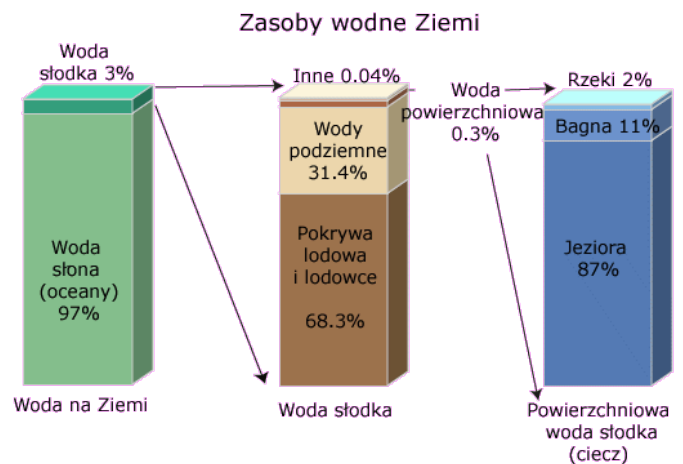 Zasoby wodne Ziemi
Woda
słodka 3%
Woda
słona
(oceany)
97%
Woda na Ziemi
Inne 0.04%
Wody
podziemne
31.4%
Pokrywa
lodowa
i lodowce
68.3%
Woda słodka
Woda
powierzchniowa
0.3%
Rzeki 2%
Bagna 11%
Jeziora
87%
Powierzchniowa
woda słodka
(ciecz)